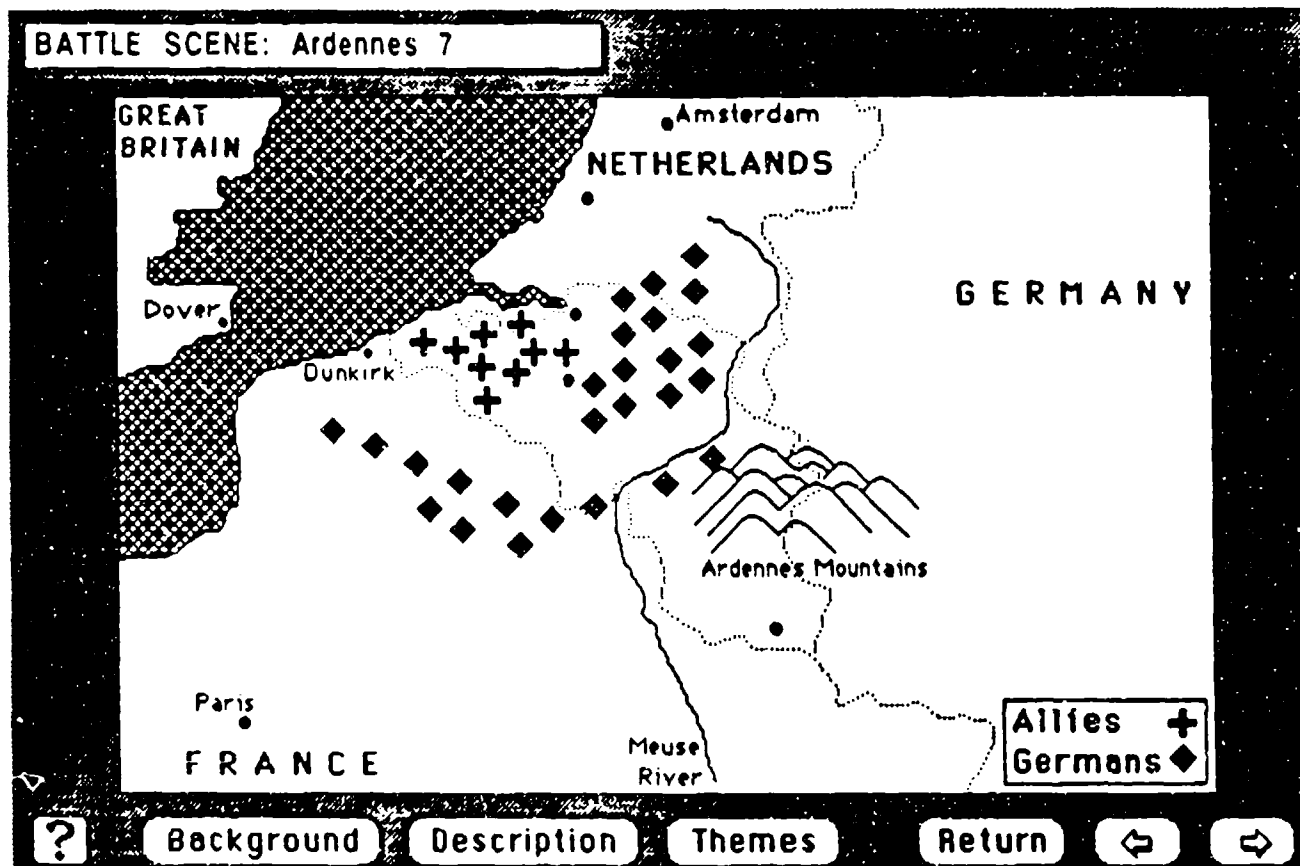 BATTLE SCENE: Ardennes 7
GREAT
BRITAIN
Amsterdam
NETHERLANDS
GERMANY
Dover
Dunkirk
Ardenne's Mountains
Paris
FRANCE
Meuse
River
Allies
Germans
?
Background
Description
Themes
Return